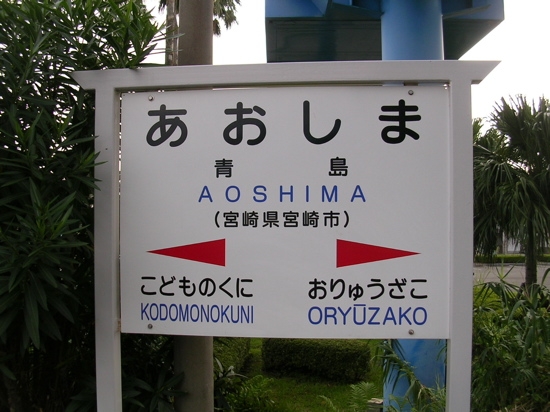 あおしま
青島
AOSHIMA
(宮崎県宮崎市)
こどものくに おりゅうざこ
KODOMONOKUNI ORYŪZAKO